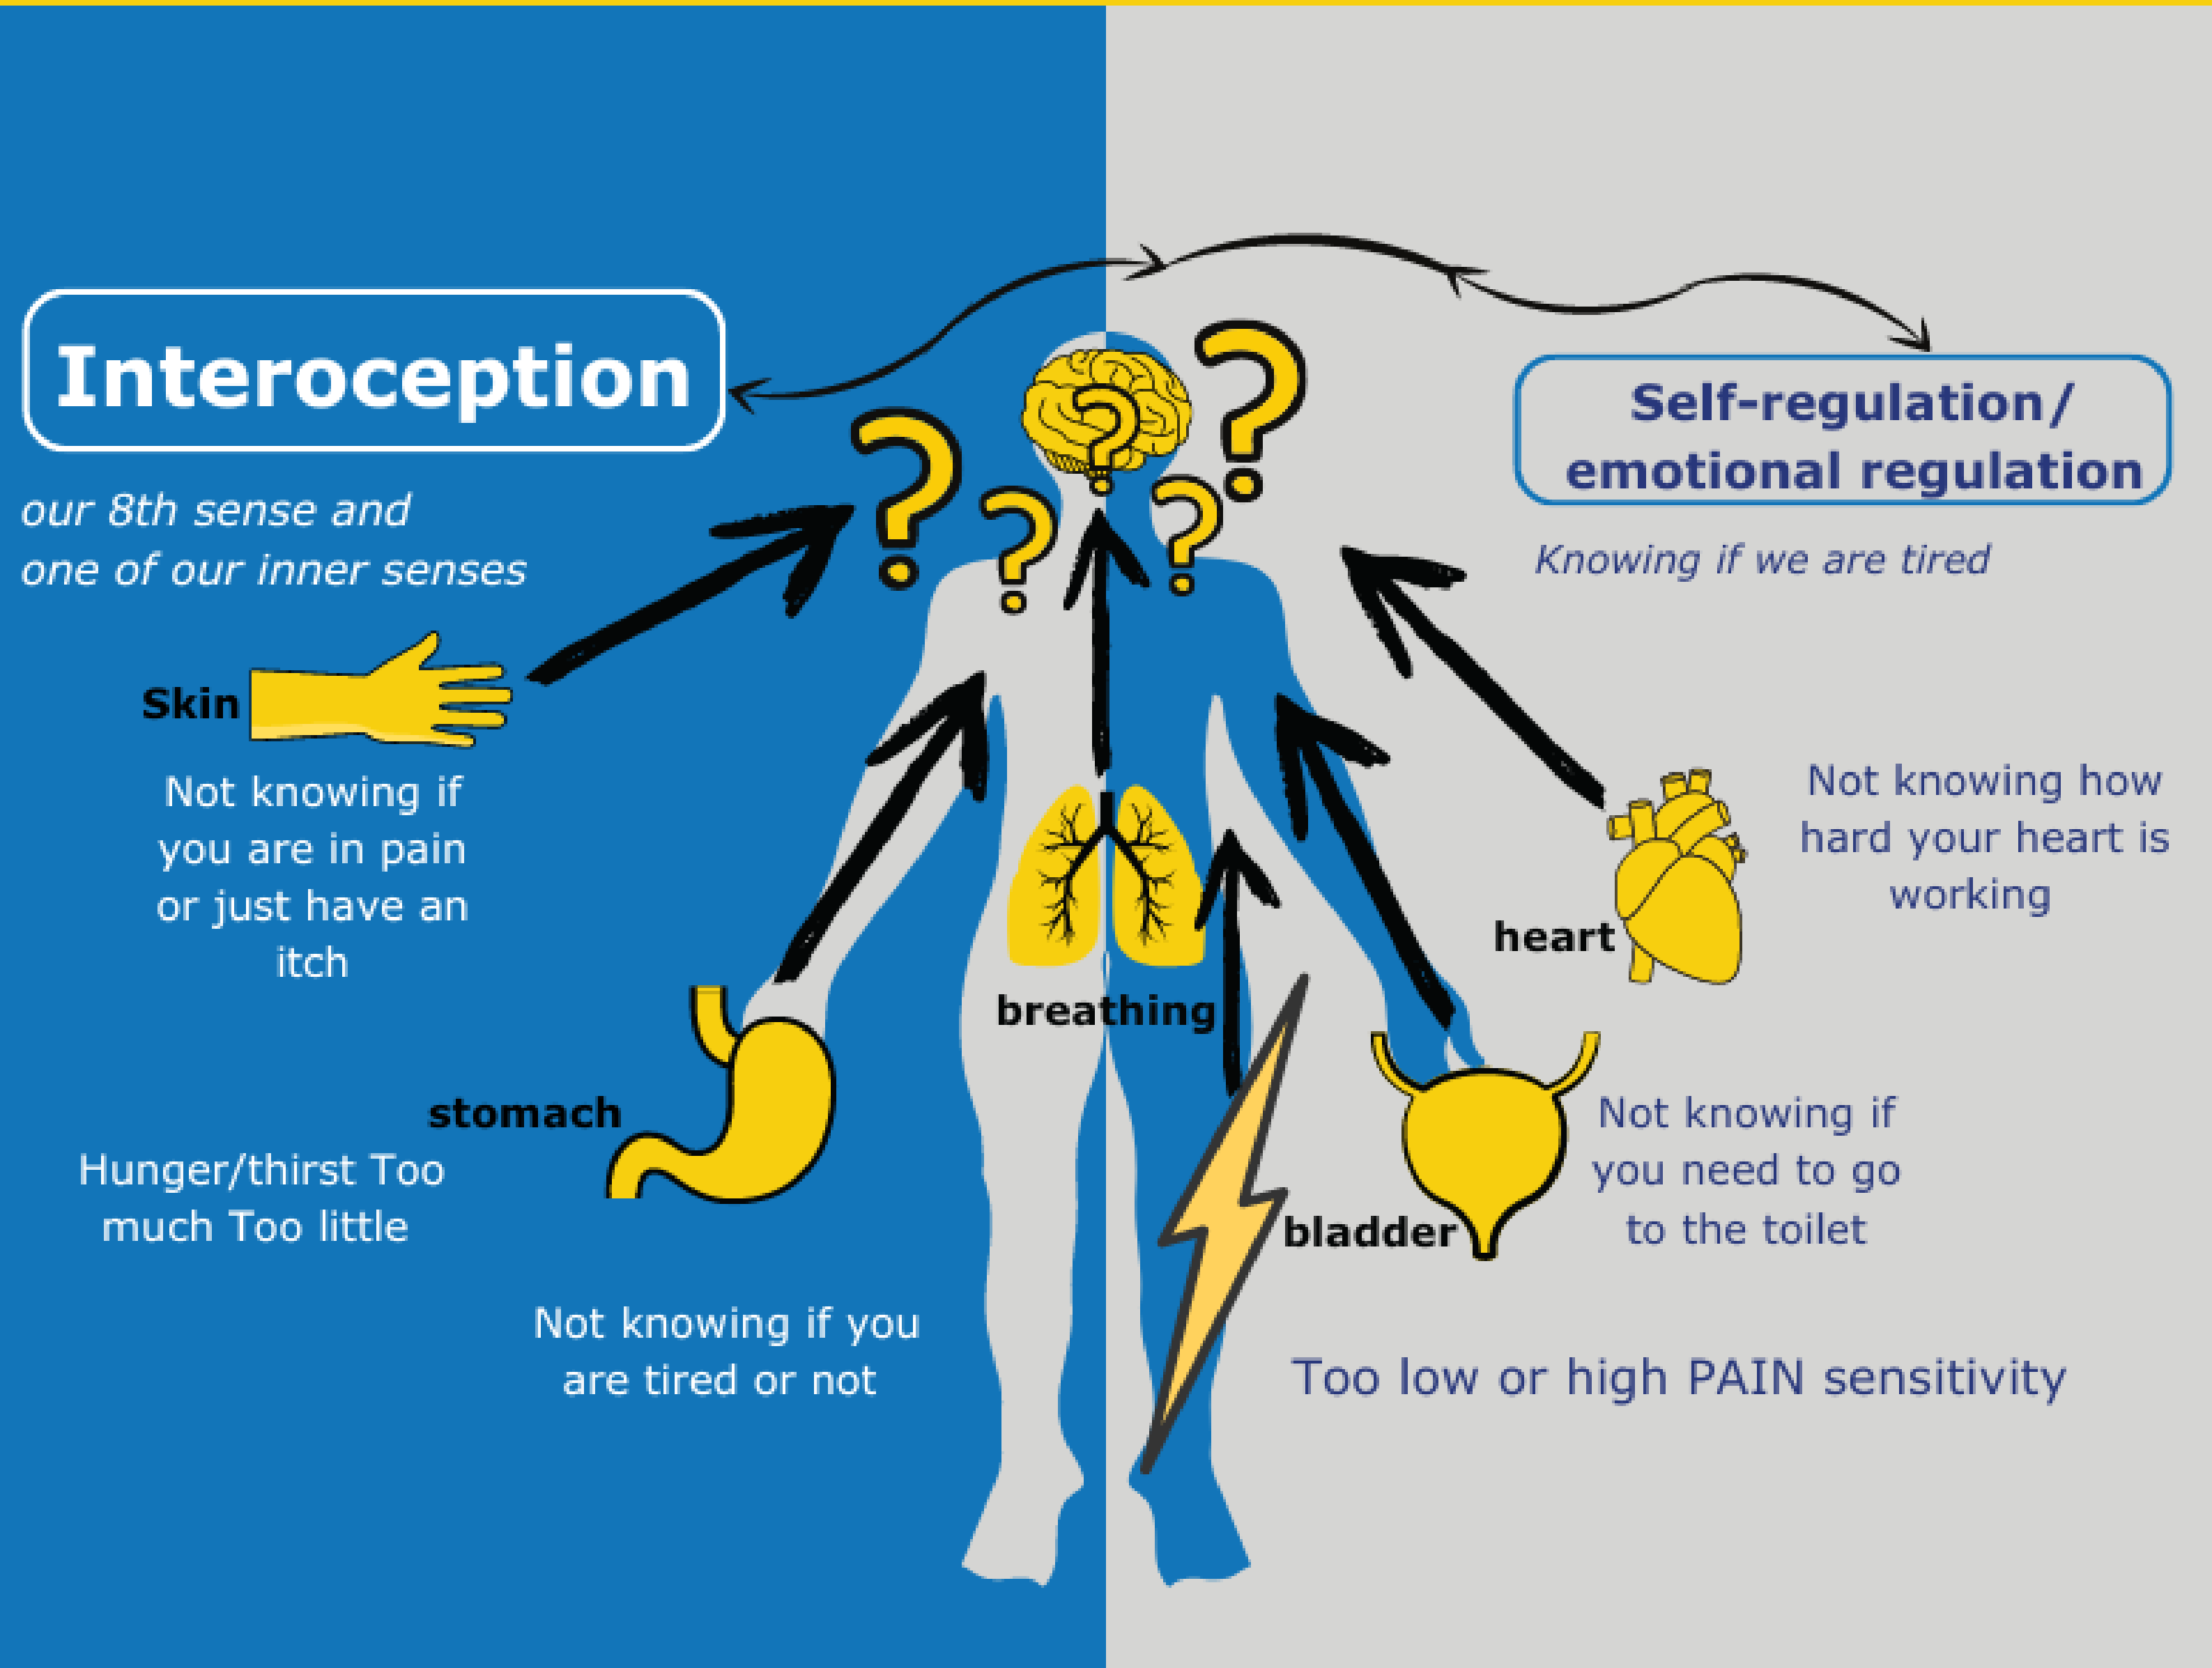 Interoception
our 8th sense and
one of our inner senses
Skin
Not knowing if
you are in pain
or just have an
itch
stomach
Hunger/thirst Too
much Too little
Not knowing if you
are tired or not
breathing
Self-regulation/
emotional regulation
Knowing if we are tired
Not knowing how
hard your heart is
working
heart
Not knowing if
you need to go
to the toilet
bladder
Too low or high PAIN sensitivity
?
?
?
?
?